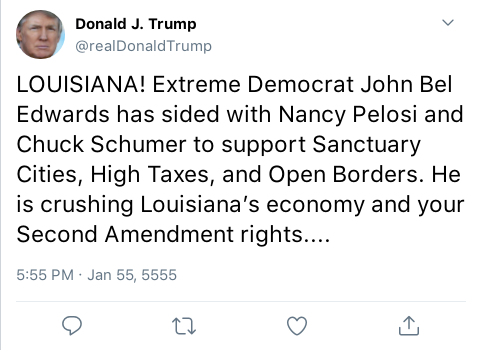 Donald J. Trump
@realDonaldTrump
LOUISIANA! Extreme Democrat John Bel
Edwards has sided with Nancy Pelosi and
Chuck Schumer to support Sanctuary
Cities, High Taxes, and Open Borders. He
is crushing Louisiana’s economy and your
Second Amendment rights....
5:55 PM · Jan 55, 5555